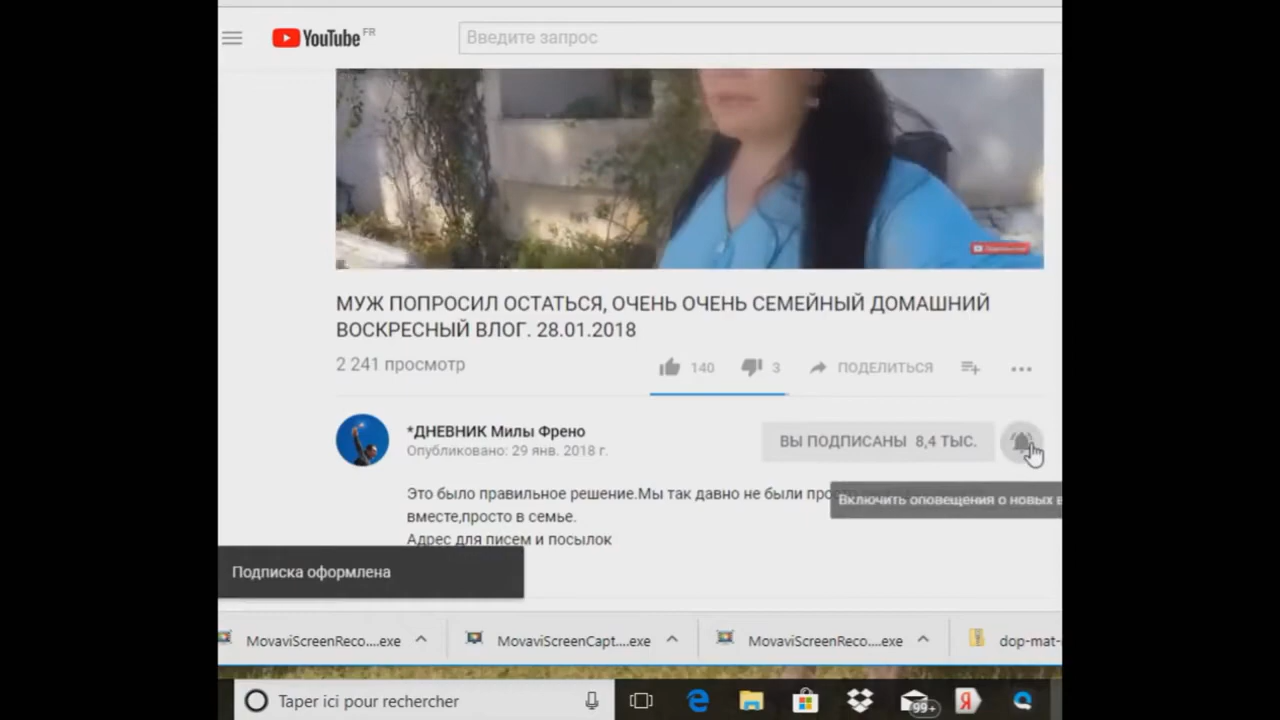 YouTube FR
Введите запрос
МУЖ ПОПРОСИЛ ОСТАТЬСЯ, ОЧЕНЬ ОЧЕНЬ СЕМЕЙНЫЙ ДОМАШНИЙ
ВОСКРЕСНЫЙ ВЛОГ. 28.01.2018
2 241 просмотр
140
3
ПОДЕЛИТЬСЯ
*ДНЕВНИК Милы Френо
Опубликовано: 29 янв. 2018 г.
ВЫ ПОДПИСАНЫ 8,4 ТЫС.
Это было правильное решение.Мы так давно не были
Включить оповещения о новых
вместе,просто в семье.
Адрес для писем и посылок
Подписка оформлена
MovaviScreenReco....exe
MovaviScreenCapt....exe
MovaviScreenReco....exe
dop-mat-
Taper ici pour rechercher
99+
Я